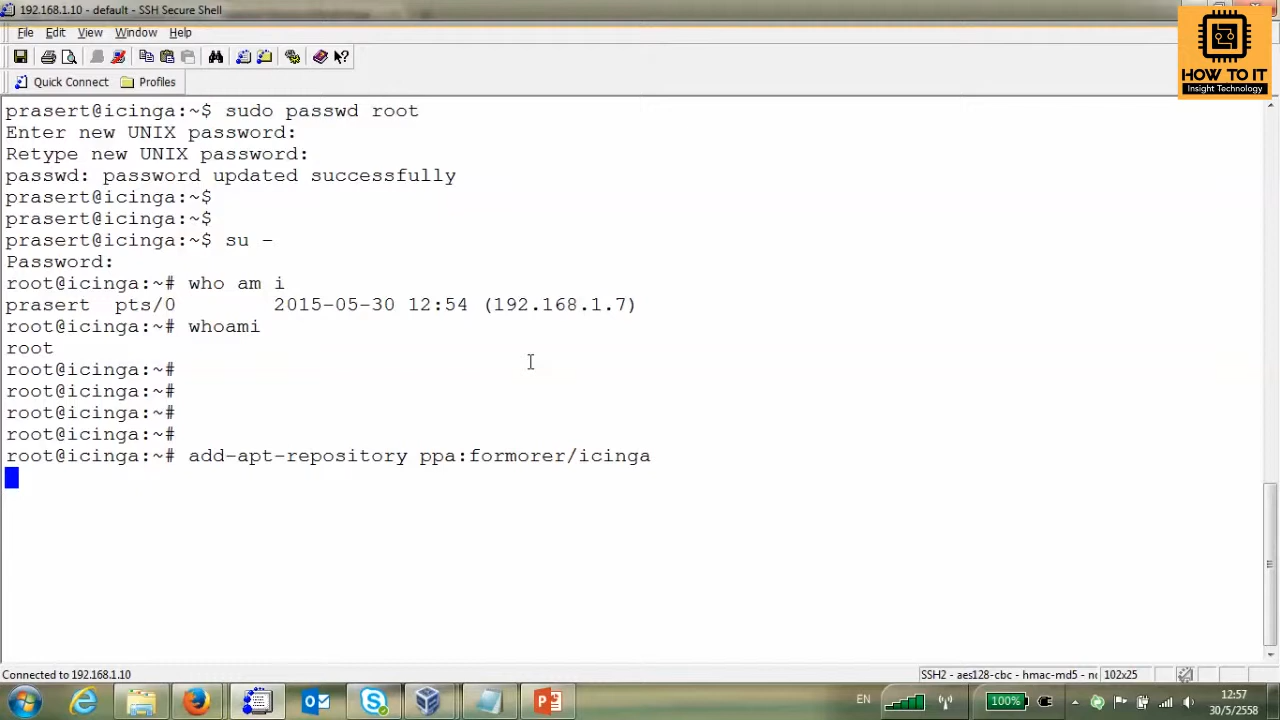 192.168.1.10 - default - SSH Secure Shell
File Edit View Window Help
Quick Connect Profiles
HOW TO IT
Insight Technology
prasert@icinga:~$ sudo passwd root
Enter new UNIX password:
Retype new UNIX password:
passwd: password updated successfully
prasert@icinga:~$
prasert@icinga:~$
prasert@icinga:~$ su -
Password:
root@icinga:~# who am i
prasert pts/0 2015-05-30 12:54 (192.168.1.7)
root@icinga:~# whoami
root
root@icinga:~#
root@icinga:~#
root@icinga:~#
root@icinga:~#
root@icinga:~# add-apt-repository ppa:formorer/icinga
Connected to 192.168.1.10
SSH2 - aes128-cbc - hmac-md5 - nc 102x25
EN 100% 12:57
30/5/2558